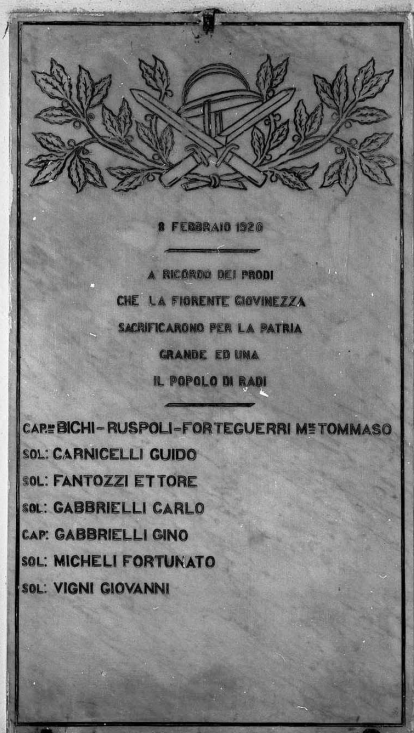 8 FEBBRAIO 1920
A RICORDO DEI PRODI
CHE LA FIORENTE GIOVINEZZA
SACRIFICARONO PER LA PATRIA
GRANDE ED UNA
IL POPOLO DI RADI
CAP.NO BICHI-RUSPOLI-FORTEGUERRI M.SE TOMMASO
SOL: CARNICELLI GUIDO
SOL: FANTOZZI ETTORE
SOL: GABBRIELLI CARLO
CAP: GABBRIELLI GINO
SOL: MICHELI FORTUNATO
SOL: VIGNI GIOVANNI